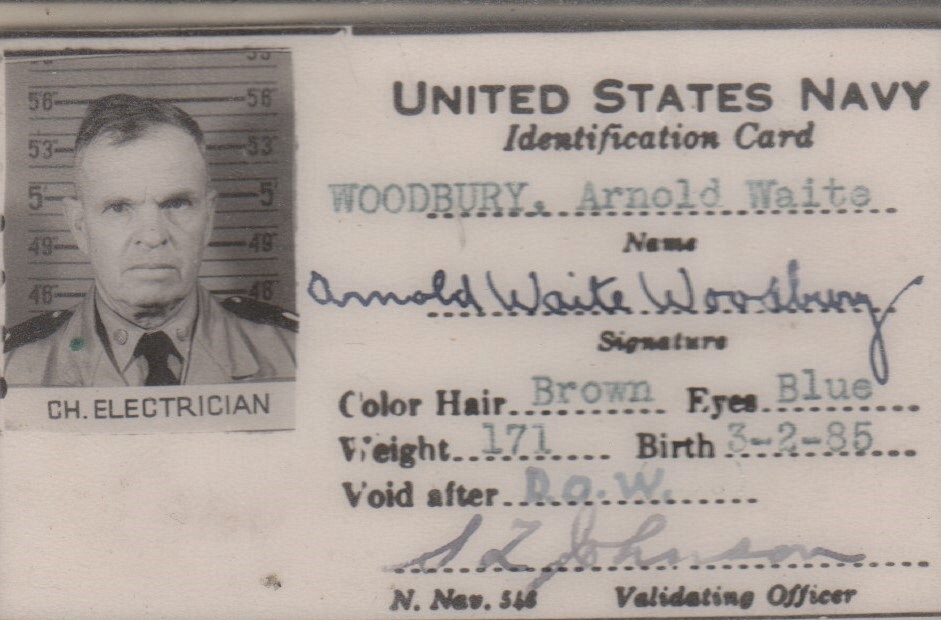 UNITED STATES NAVY
Identification Card
WOODBURY, Arnold Waite
Name
Arnold Waite Woodbury
Signature
Color Hair Brown Eyes Blue
Weight 171 Birth 3-2-85
Void after D.O.W.
S L Johnson
N. Nav. 546 Validating Officer
55
56 56
53 53
5' 5'
49 49
46 46
CH. ELECTRICIAN